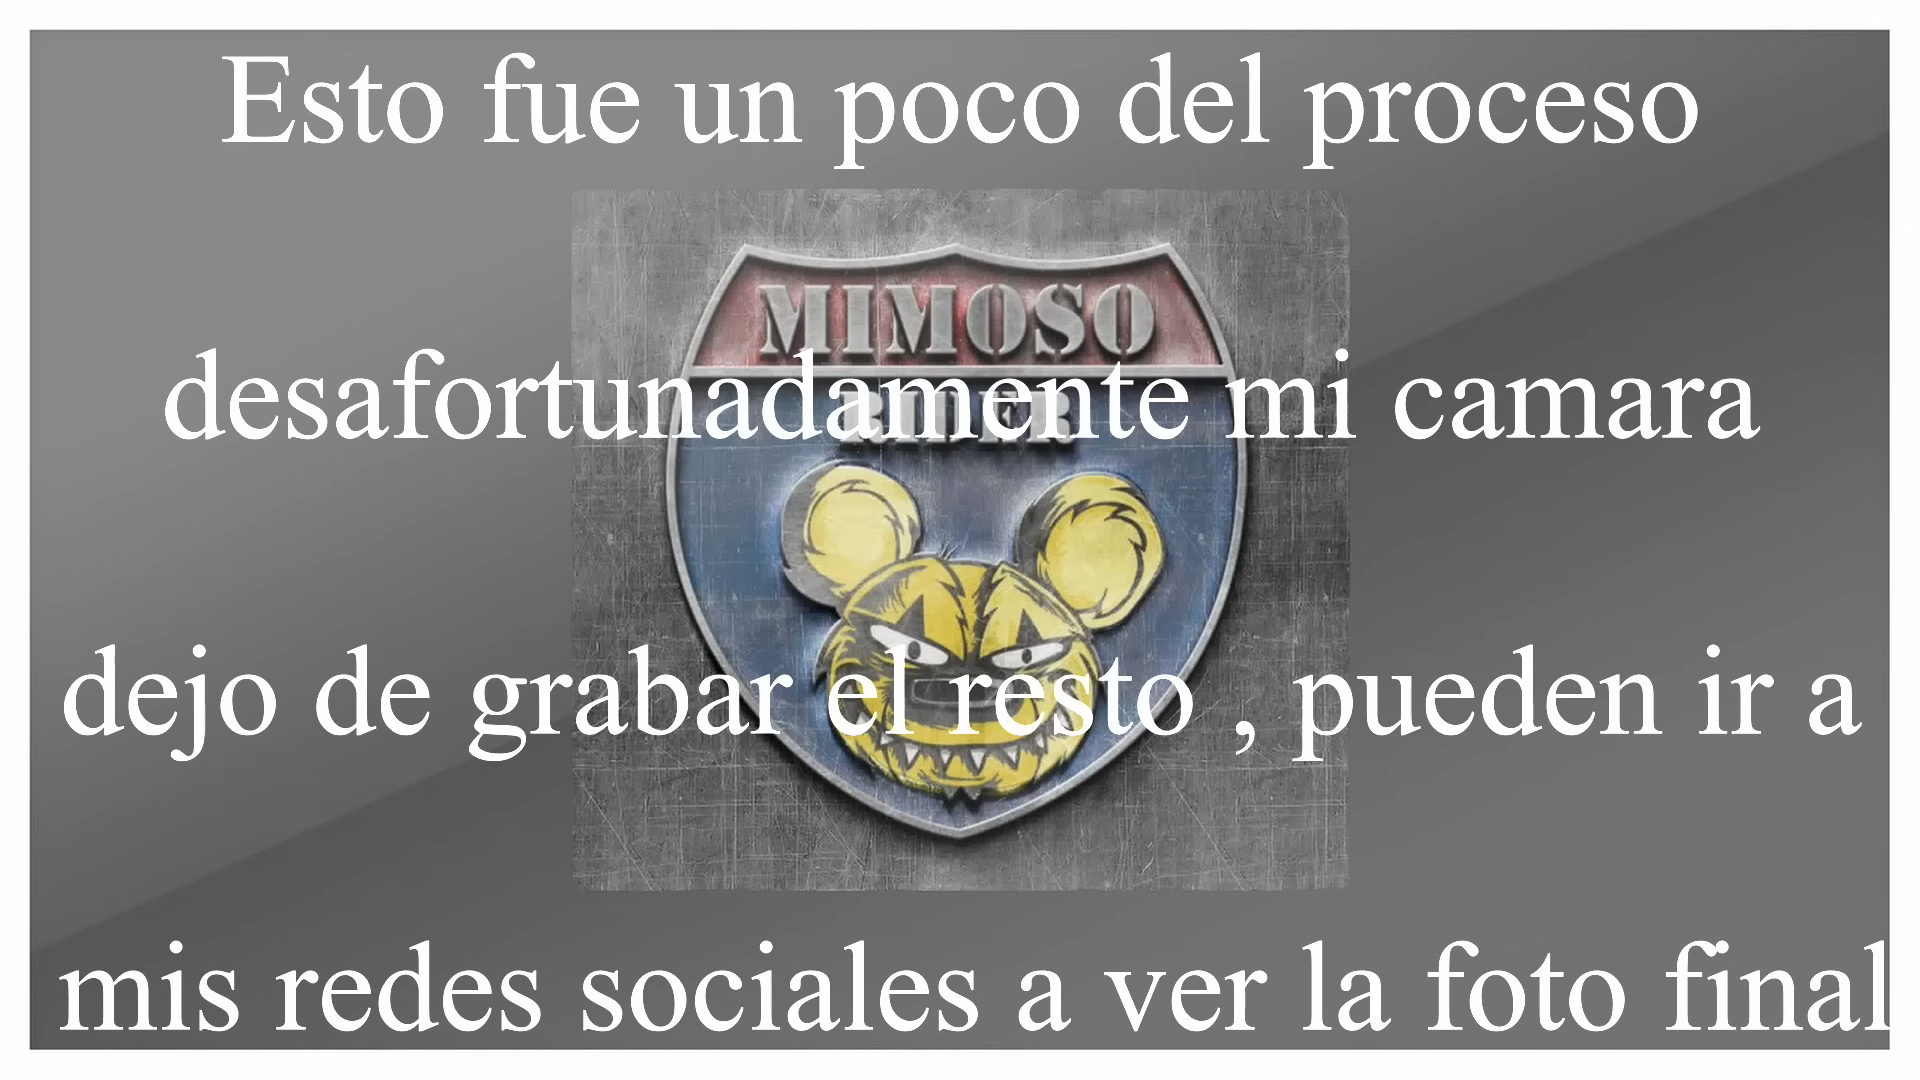 Esto fue un poco del proceso
MIMOSO
desafortunadamente mi camara
RIDER
dejo de grabar el resto , pueden ir a
mis redes sociales a ver la foto final